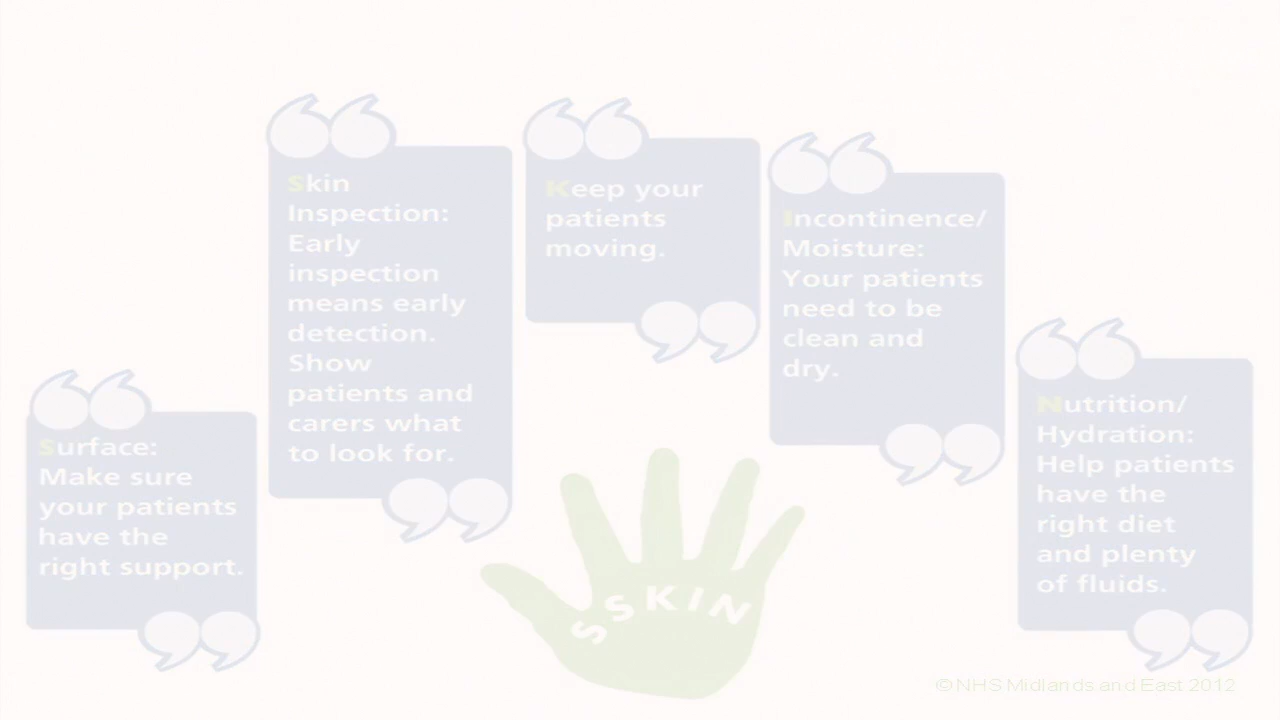 Surface:
Make sure
your patients
have the
right support.
Skin
Inspection:
Early
inspection
means early
detection.
Show
patients and
carers what
to look for.
Keep your
patients
moving.
Incontinence/
Moisture:
Your patients
need to be
clean and
dry.
Nutrition/
Hydration:
Help patients
have the
right diet
and plenty
of fluids.
SSKIN
©NHS Midlands and East 2012